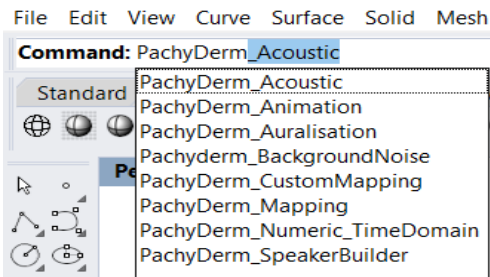 File Edit View Curve Surface Solid Mesh
Command: PachyDerm_Acoustic
Standard
PachyDerm_Acoustic
PachyDerm_Animation
PachyDerm_Auralisation
Pachyderm_BackgroundNoise
PachyDerm_CustomMapping
PachyDerm_Mapping
PachyDerm_Numeric_TimeDomain
PachyDerm_SpeakerBuilder